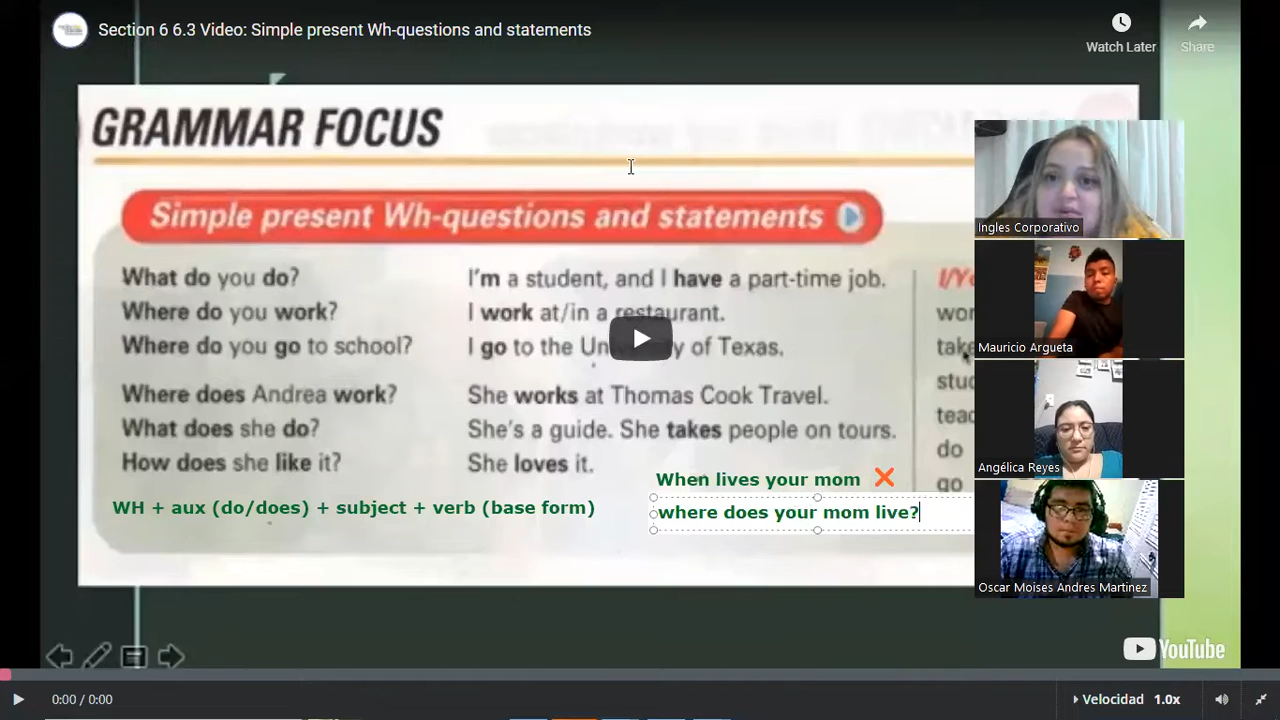 Section 6 6.3 Video: Simple present Wh-questions and statements
Watch Later
Share
GRAMMAR FOCUS
Simple present Wh-questions and statements
What do you do?
I'm a student, and I have a part-time job.
Where do you work?
I work at/in a restaurant.
Where do you go to school?
I go to the of Texas.
Where does Andrea work?
She works at Thomas Cook Travel.
What does she do?
She's a guide. She takes people on tours.
How does she like it?
She loves it.
take
do
go
When lives your mom
WH + aux (do/does) + subject + verb (base form)
where does your mom live?
Ingles Corporativo
Mauricio Argueta
Angélica Reyes
Oscar Moises Andres Martinez
YouTube
0:00 / 0:00
Velocidad 1.0x